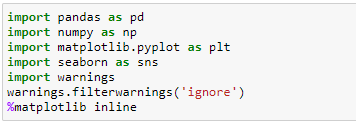 import pandas as pd
import numpy as np
import matplotlib.pyplot as plt
import seaborn as sns
import warnings
warnings.filterwarnings('ignore')
%matplotlib inline